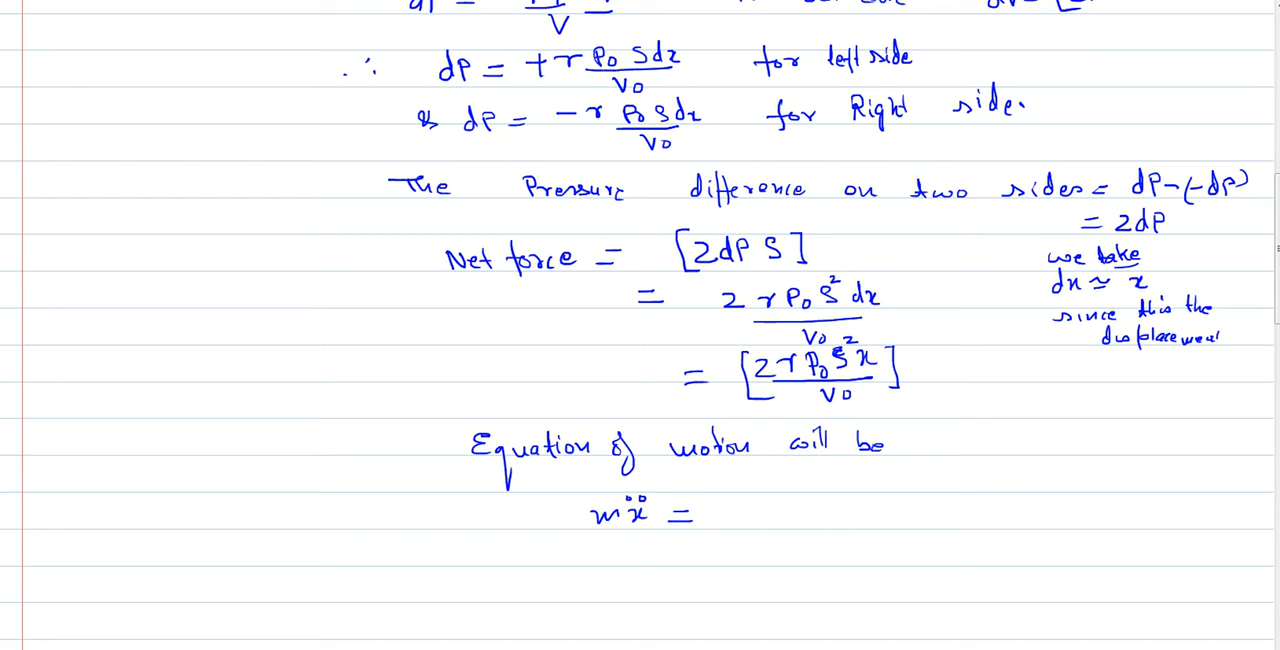 V
∴ dP = + r P0 S dx / V0 for left side
& dP = - r P0 S dx / V0 for Right side.
The Pressure difference on two sides = dP - (-dP)
= 2dP
Net force = [2dP S]
we take
dx ≃ x
since this is the
displacement
= 2 r P0 S² dx / V0
= [2 r P0 S² x / V0]
Equation of motion will be
mẍ =